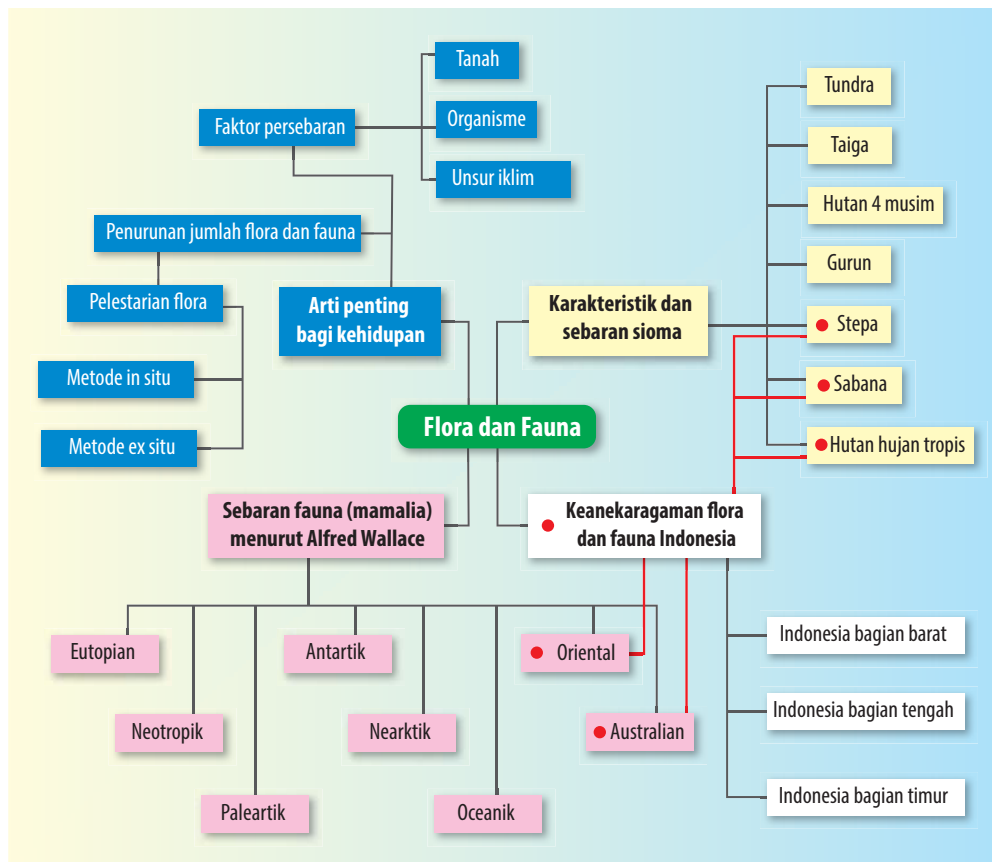 Tanah
Faktor persebaran
Organisme
Unsur iklim
Penurunan jumlah flora dan fauna
Pelestarian flora
Metode in situ
Metode ex situ
Arti penting
bagi kehidupan
Karakteristik dan
sebaran sioma
Tundra
Taiga
Hutan 4 musim
Gurun
Stepa
Sabana
Hutan hujan tropis
Flora dan Fauna
Sebaran fauna (mamalia)
menurut Alfred Wallace
Keanekaragaman flora
dan fauna Indonesia
Eutopian
Antartik
Oriental
Neotropik
Nearktik
Australian
Paleartik
Oceanik
Indonesia bagian barat
Indonesia bagian tengah
Indonesia bagian timur